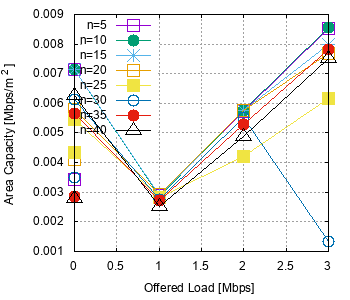 0.009
0.008
0.007
0.006
0.005
0.004
0.003
0.002
0.001
Area Capacity [Mbps/m²]
n=5
n=10
n=15
n=20
n=25
n=30
n=35
n=40
0 0.5 1 1.5 2 2.5 3
Offered Load [Mbps]